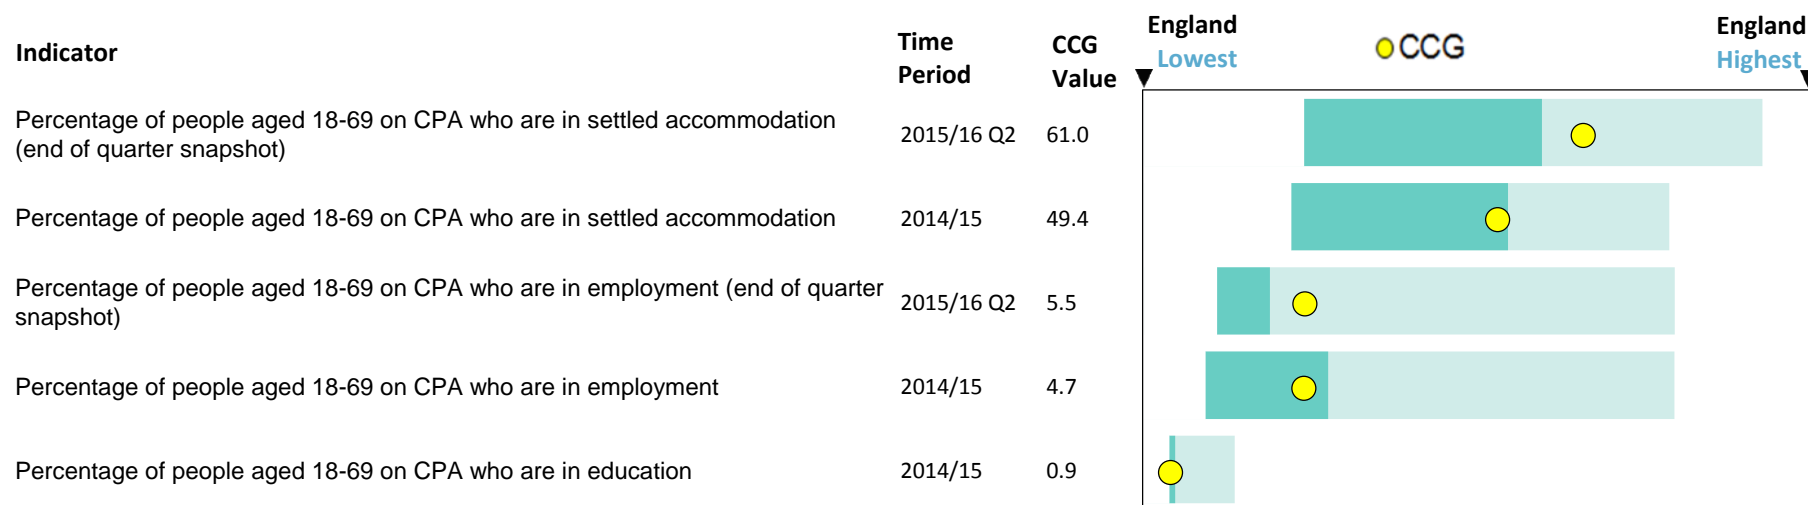 Indicator
Time
Period
CCG
Value
England
Lowest
CCG
England
Highest
Percentage of people aged 18-69 on CPA who are in settled accommodation
(end of quarter snapshot)
2015/16 Q2
61.0
Percentage of people aged 18-69 on CPA who are in settled accommodation
2014/15
49.4
Percentage of people aged 18-69 on CPA who are in employment (end of quarter
snapshot)
2015/16 Q2
5.5
Percentage of people aged 18-69 on CPA who are in employment
2014/15
4.7
Percentage of people aged 18-69 on CPA who are in education
2014/15
0.9